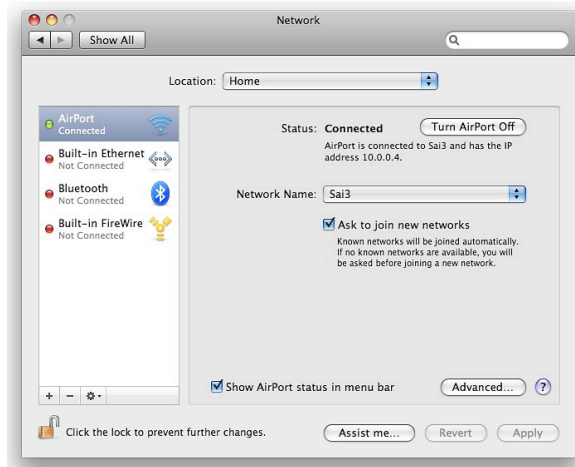 Network
Show All
Location: Home
AirPort
Connected
Built-in Ethernet
Not Connected
Bluetooth
Not Connected
Built-in FireWire
Not Connected
Status: Connected
Turn AirPort Off
AirPort is connected to Sai3 and has the IP
address 10.0.0.4.
Network Name: Sai3
Ask to join new networks
Known networks will be joined automatically.
If no known networks are available, you will
be asked before joining a new network.
Show AirPort status in menu bar
Advanced...
?
Click the lock to prevent further changes.
Assist me...
Revert
Apply